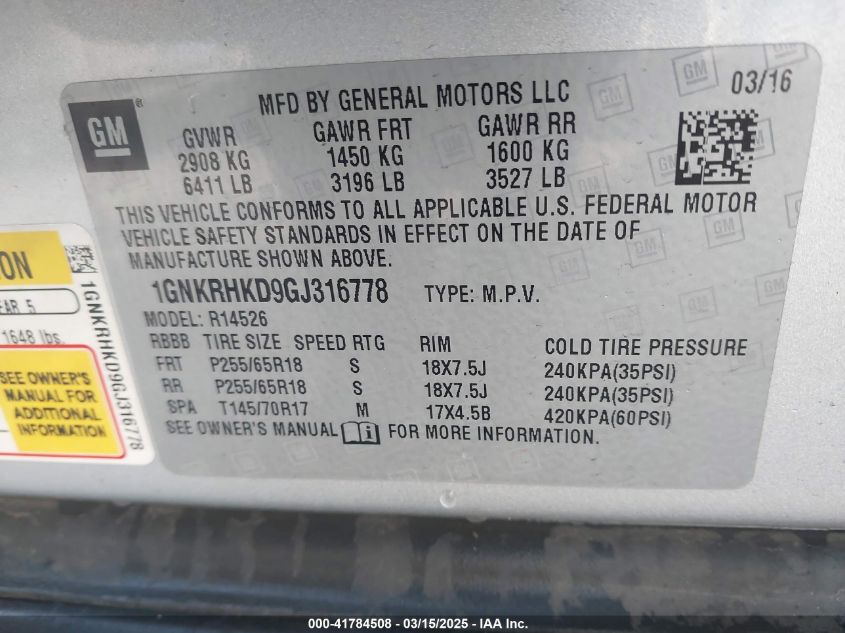 GM
MFD BY GENERAL MOTORS LLC
03/16
GVWR GAWR FRT GAWR RR
2908 KG 1450 KG 1600 KG
6411 LB 3196 LB 3527 LB
THIS VEHICLE CONFORMS TO ALL APPLICABLE U.S. FEDERAL MOTOR
VEHICLE SAFETY STANDARDS IN EFFECT ON THE DATE OF
MANUFACTURE SHOWN ABOVE.
1GNKRHKD9GJ316778 TYPE: M.P.V.
MODEL: R14526
RBBB TIRE SIZE SPEED RTG RIM COLD TIRE PRESSURE
FRT P255/65R18 S 18X7.5J 240KPA(35PSI)
RR P255/65R18 S 18X7.5J 240KPA(35PSI)
SPA T145/70R17 M 17X4.5B 420KPA(60PSI)
SEE OWNER'S MANUAL i FOR MORE INFORMATION.
ON
AR 5
1648 lbs.
SEE OWNER'S
MANUAL FOR
ADDITIONAL
INFORMATION
1GNKRHKD9GJ316778
000-41784508 - 03/15/2025 - IAA Inc.